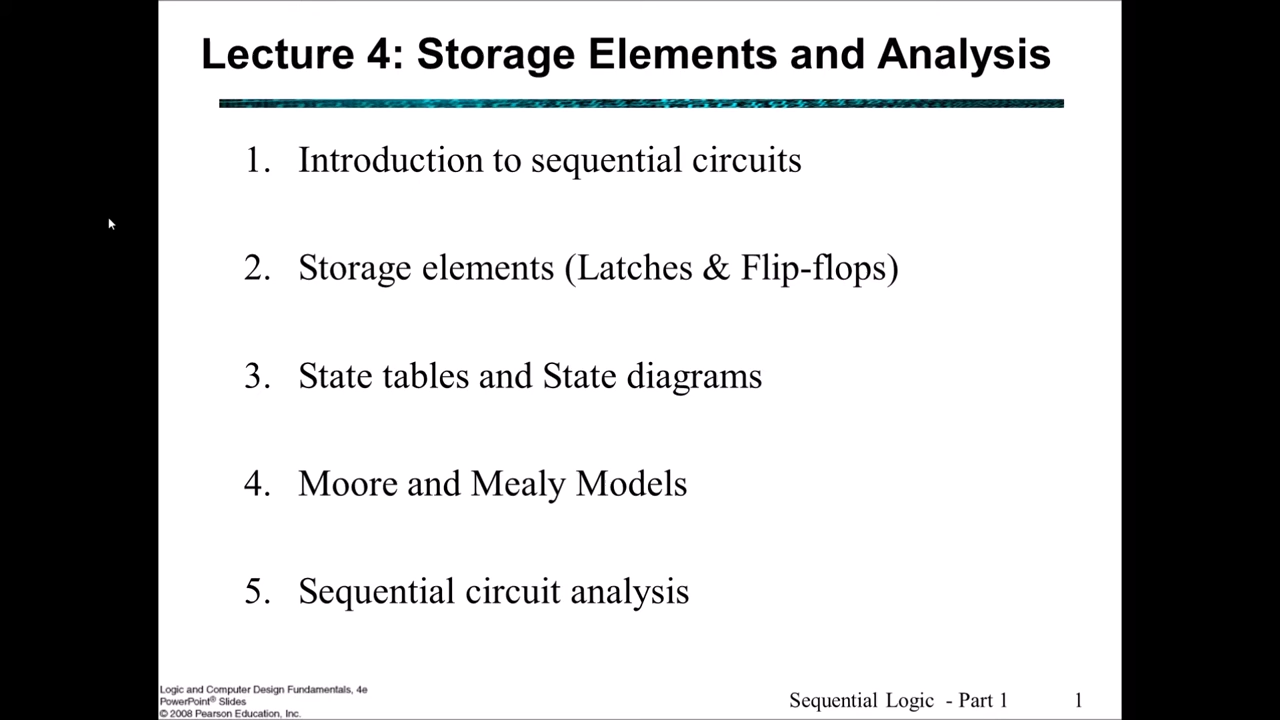 Lecture 4: Storage Elements and Analysis
1. Introduction to sequential circuits
2. Storage elements (Latches & Flip-flops)
3. State tables and State diagrams
4. Moore and Mealy Models
5. Sequential circuit analysis
Logic and Computer Design Fundamentals, 4e
PowerPoint® Slides
© 2008 Pearson Education, Inc.
Sequential Logic - Part 1 1